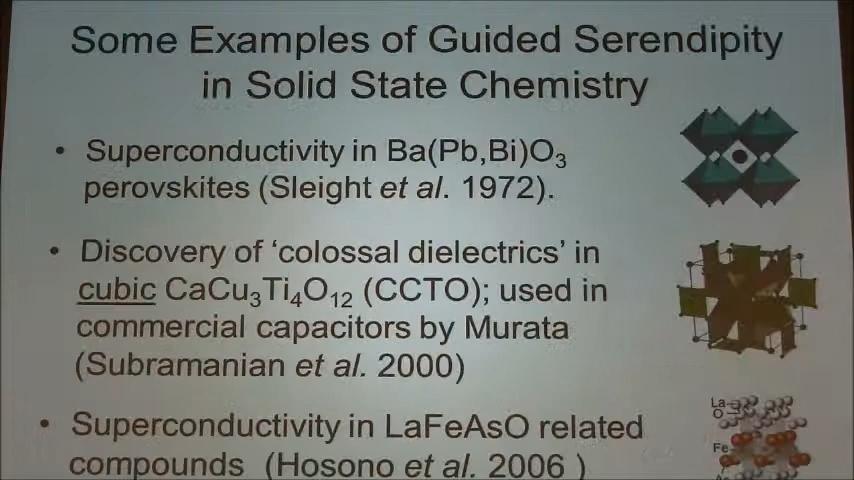 Some Examples of Guided Serendipity
in Solid State Chemistry
• Superconductivity in Ba(Pb,Bi)O₃
perovskites (Sleight et al. 1972).
• Discovery of ‘colossal dielectrics’ in
cubic CaCu₃Ti₄O₁₂ (CCTO); used in
commercial capacitors by Murata
(Subramanian et al. 2000)
• Superconductivity in LaFeAsO related
compounds (Hosono et al. 2006 )
La
O
Fe